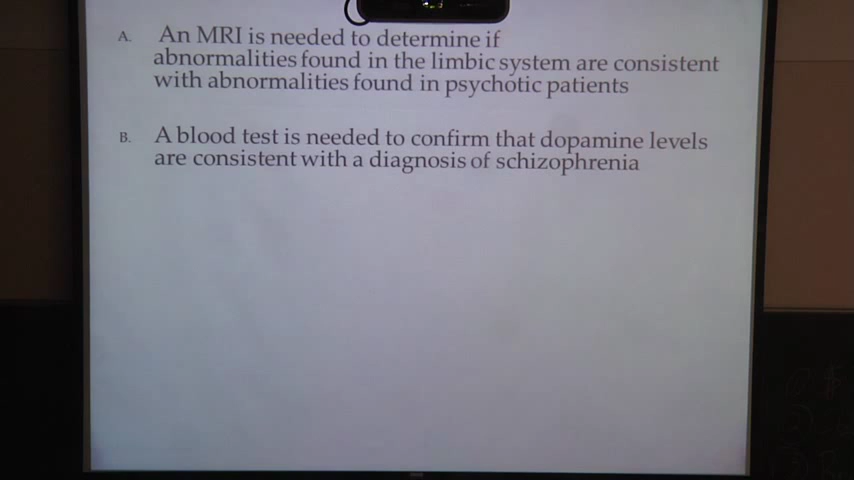 A. An MRI is needed to determine if
abnormalities found in the limbic system are consistent
with abnormalities found in psychotic patients
B. A blood test is needed to confirm that dopamine levels
are consistent with a diagnosis of schizophrenia